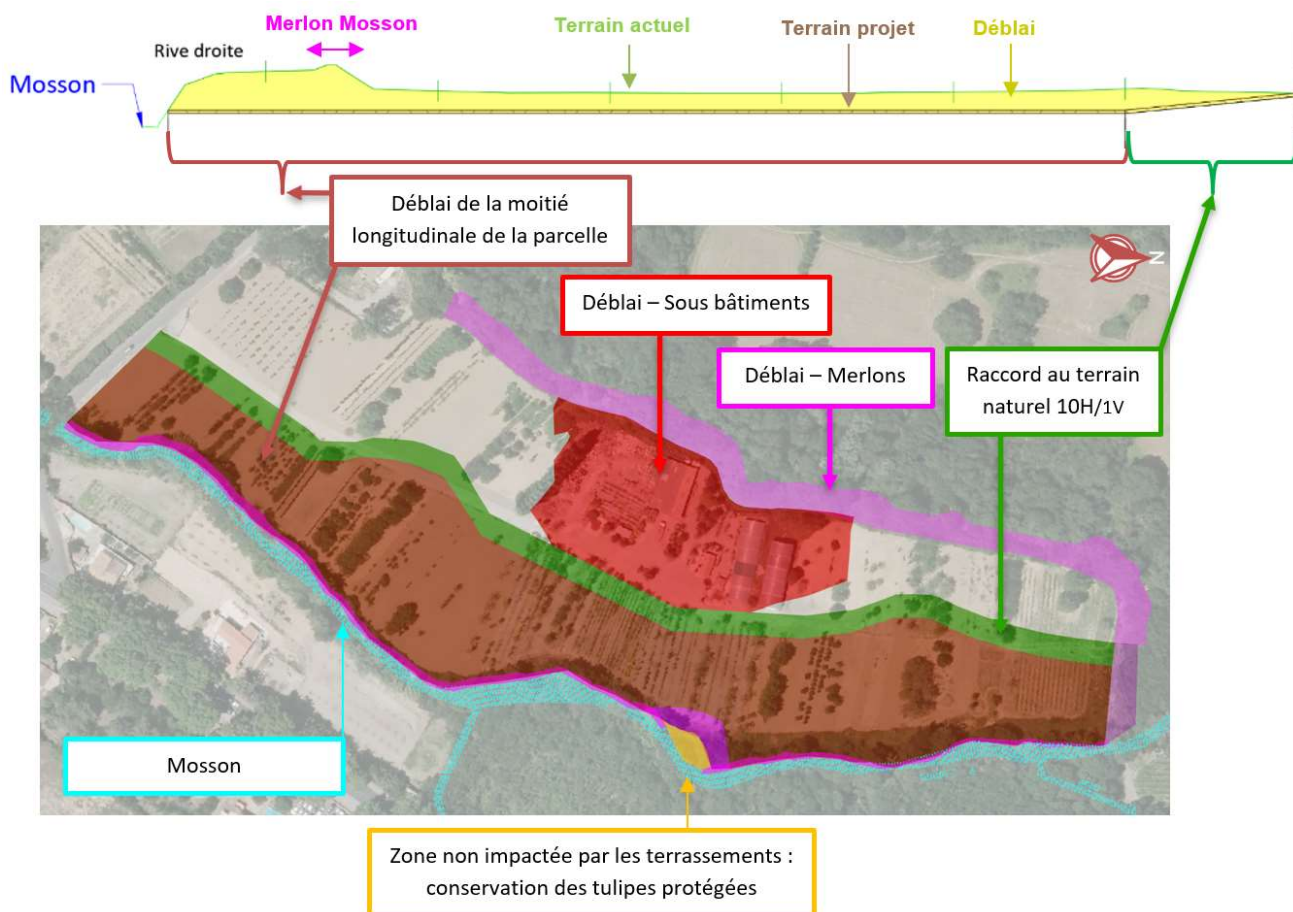 Merlon Mosson
Terrain actuel
Terrain projet
Déblai
Rive droite
Mosson
Déblai de la moitié
longitudinale de la parcelle
Déblai – Sous bâtiments
Déblai – Merlons
Raccord au terrain
naturel 10H/1V
N
Mosson
Zone non impactée par les terrassements :
conservation des tulipes protégées